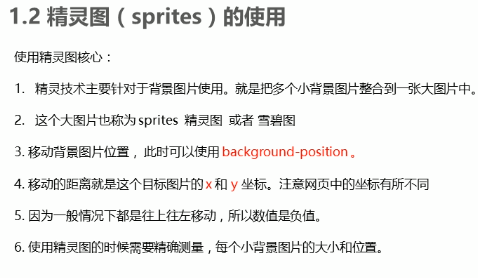 1.2 精灵图（sprites）的使用
使用精灵图核心：
1. 精灵技术主要针对于背景图片使用。就是把多个小背景图片整合到一张大图片中。
2. 这个大图片也称为 sprites 精灵图 或者 雪碧图
3. 移动背景图片位置， 此时可以使用 background-position 。
4. 移动的距离就是这个目标图片的 x 和 y 坐标。注意网页中的坐标有所不同
5. 因为一般情况下都是往上往左移动，所以数值是负值。
6. 使用精灵图的时候需要精确测量，每个小背景图片的大小和位置。